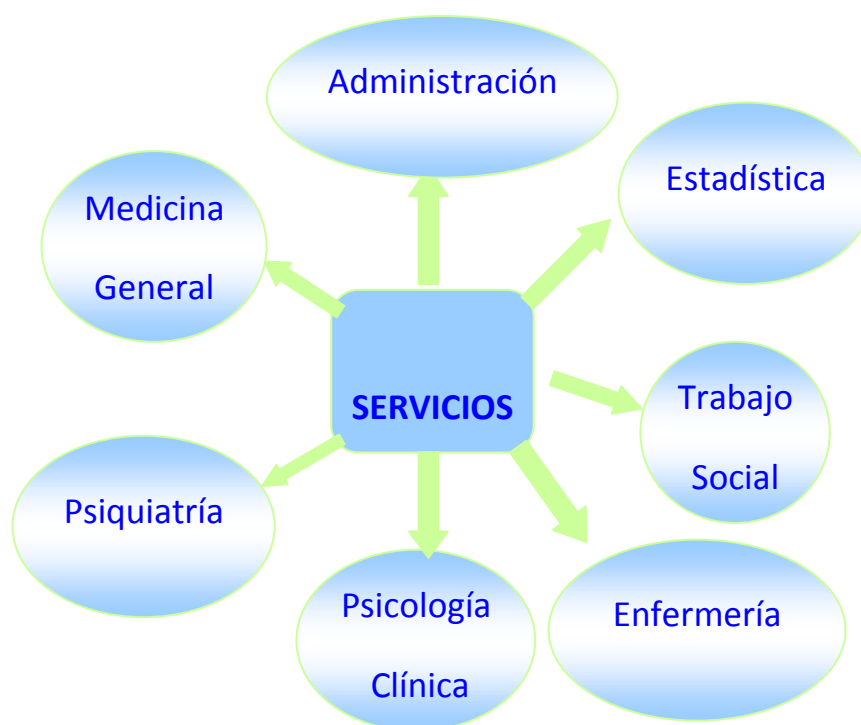 Administración
Estadística
Medicina
General
SERVICIOS
Trabajo
Social
Psiquiatría
Psicología
Clínica
Enfermería